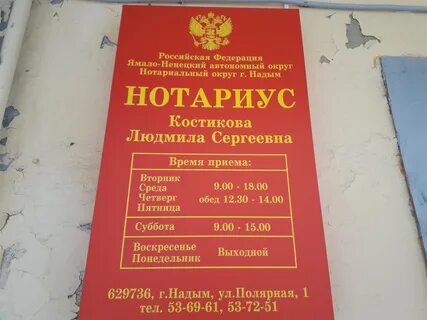 Российская Федерация
Ямало-Ненецкий автономный округ
Нотариальный округ г. Надым
НОТАРИУС
Костикова
Людмила Сергеевна
Время приема:
Вторник
Среда 9.00 - 18.00
Четверг обед 12.30 - 14.00
Пятница
Суббота 9.00 - 15.00
Воскресенье Выходной
Понедельник
629736, г.Надым, ул.Полярная, 1
тел. 53-69-61, 53-72-51